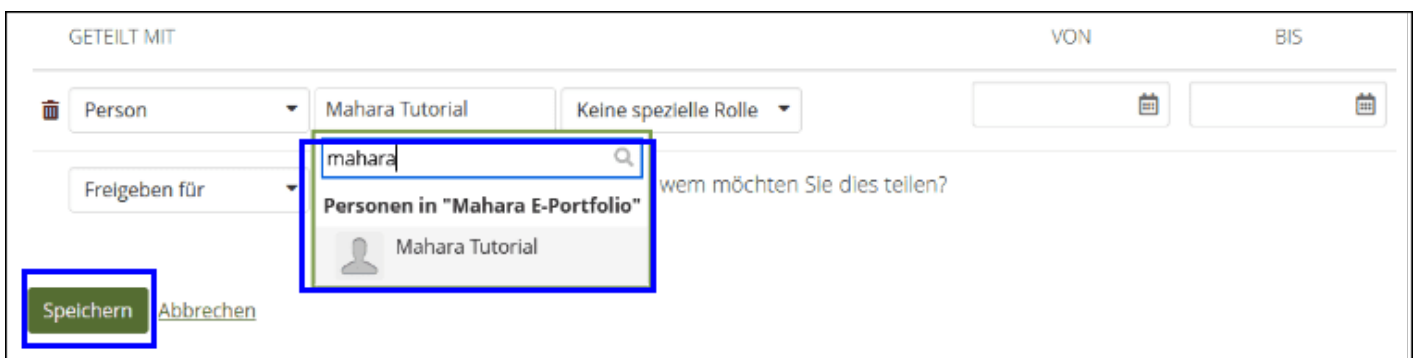 GETEILT MIT VON BIS
Person Mahara Tutorial Keine spezielle Rolle
mahara
Freigeben für wem möchten Sie dies teilen?
Personen in "Mahara E-Portfolio"
Mahara Tutorial
Speichern Abbrechen